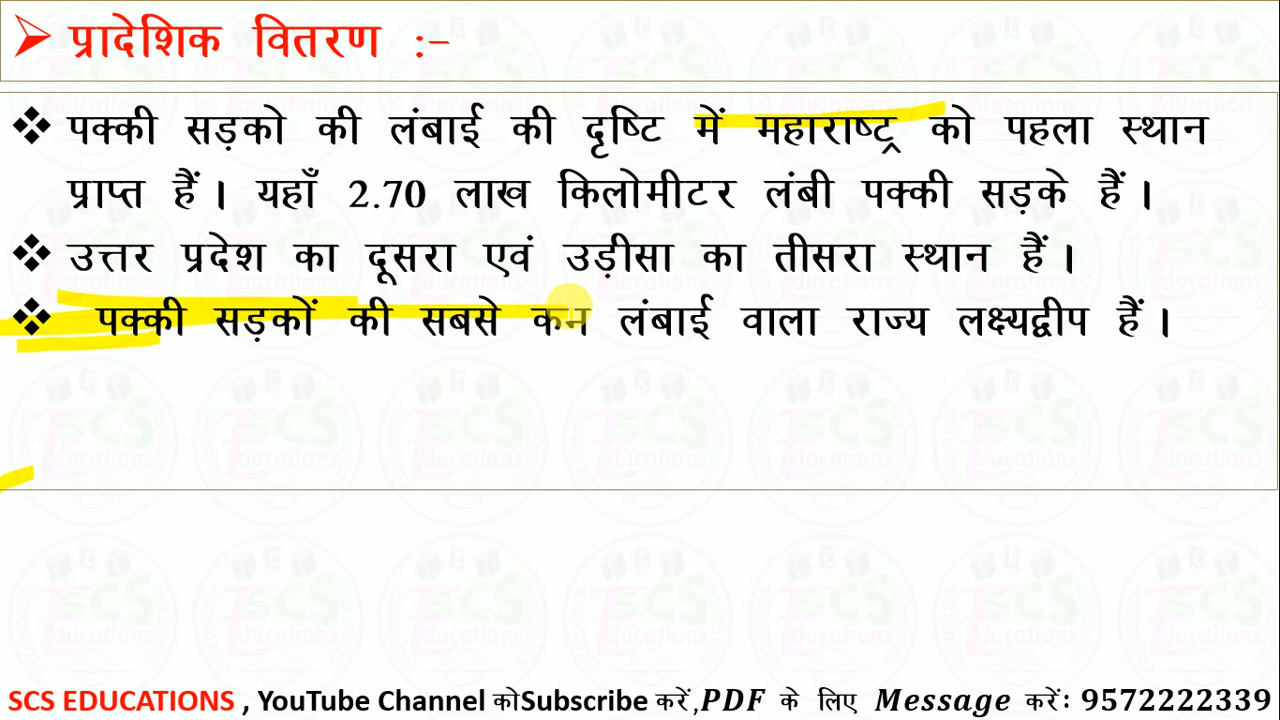 प्रादेशिक वितरण :-
पक्की सड़को की लंबाई की दृष्टि में महाराष्ट्र को पहला स्थान
प्राप्त हैं। यहाँ 2.70 लाख किलोमीटर लंबी पक्की सड़के हैं।
उत्तर प्रदेश का दूसरा एवं उड़ीसा का तीसरा स्थान हैं।
पक्की सड़कों की सबसे कम लंबाई वाला राज्य लक्ष्यद्वीप हैं।
SCS EDUCATIONS , YouTube Channel कोSubscribe करें,PDF के लिए Message करेंः 9572222339